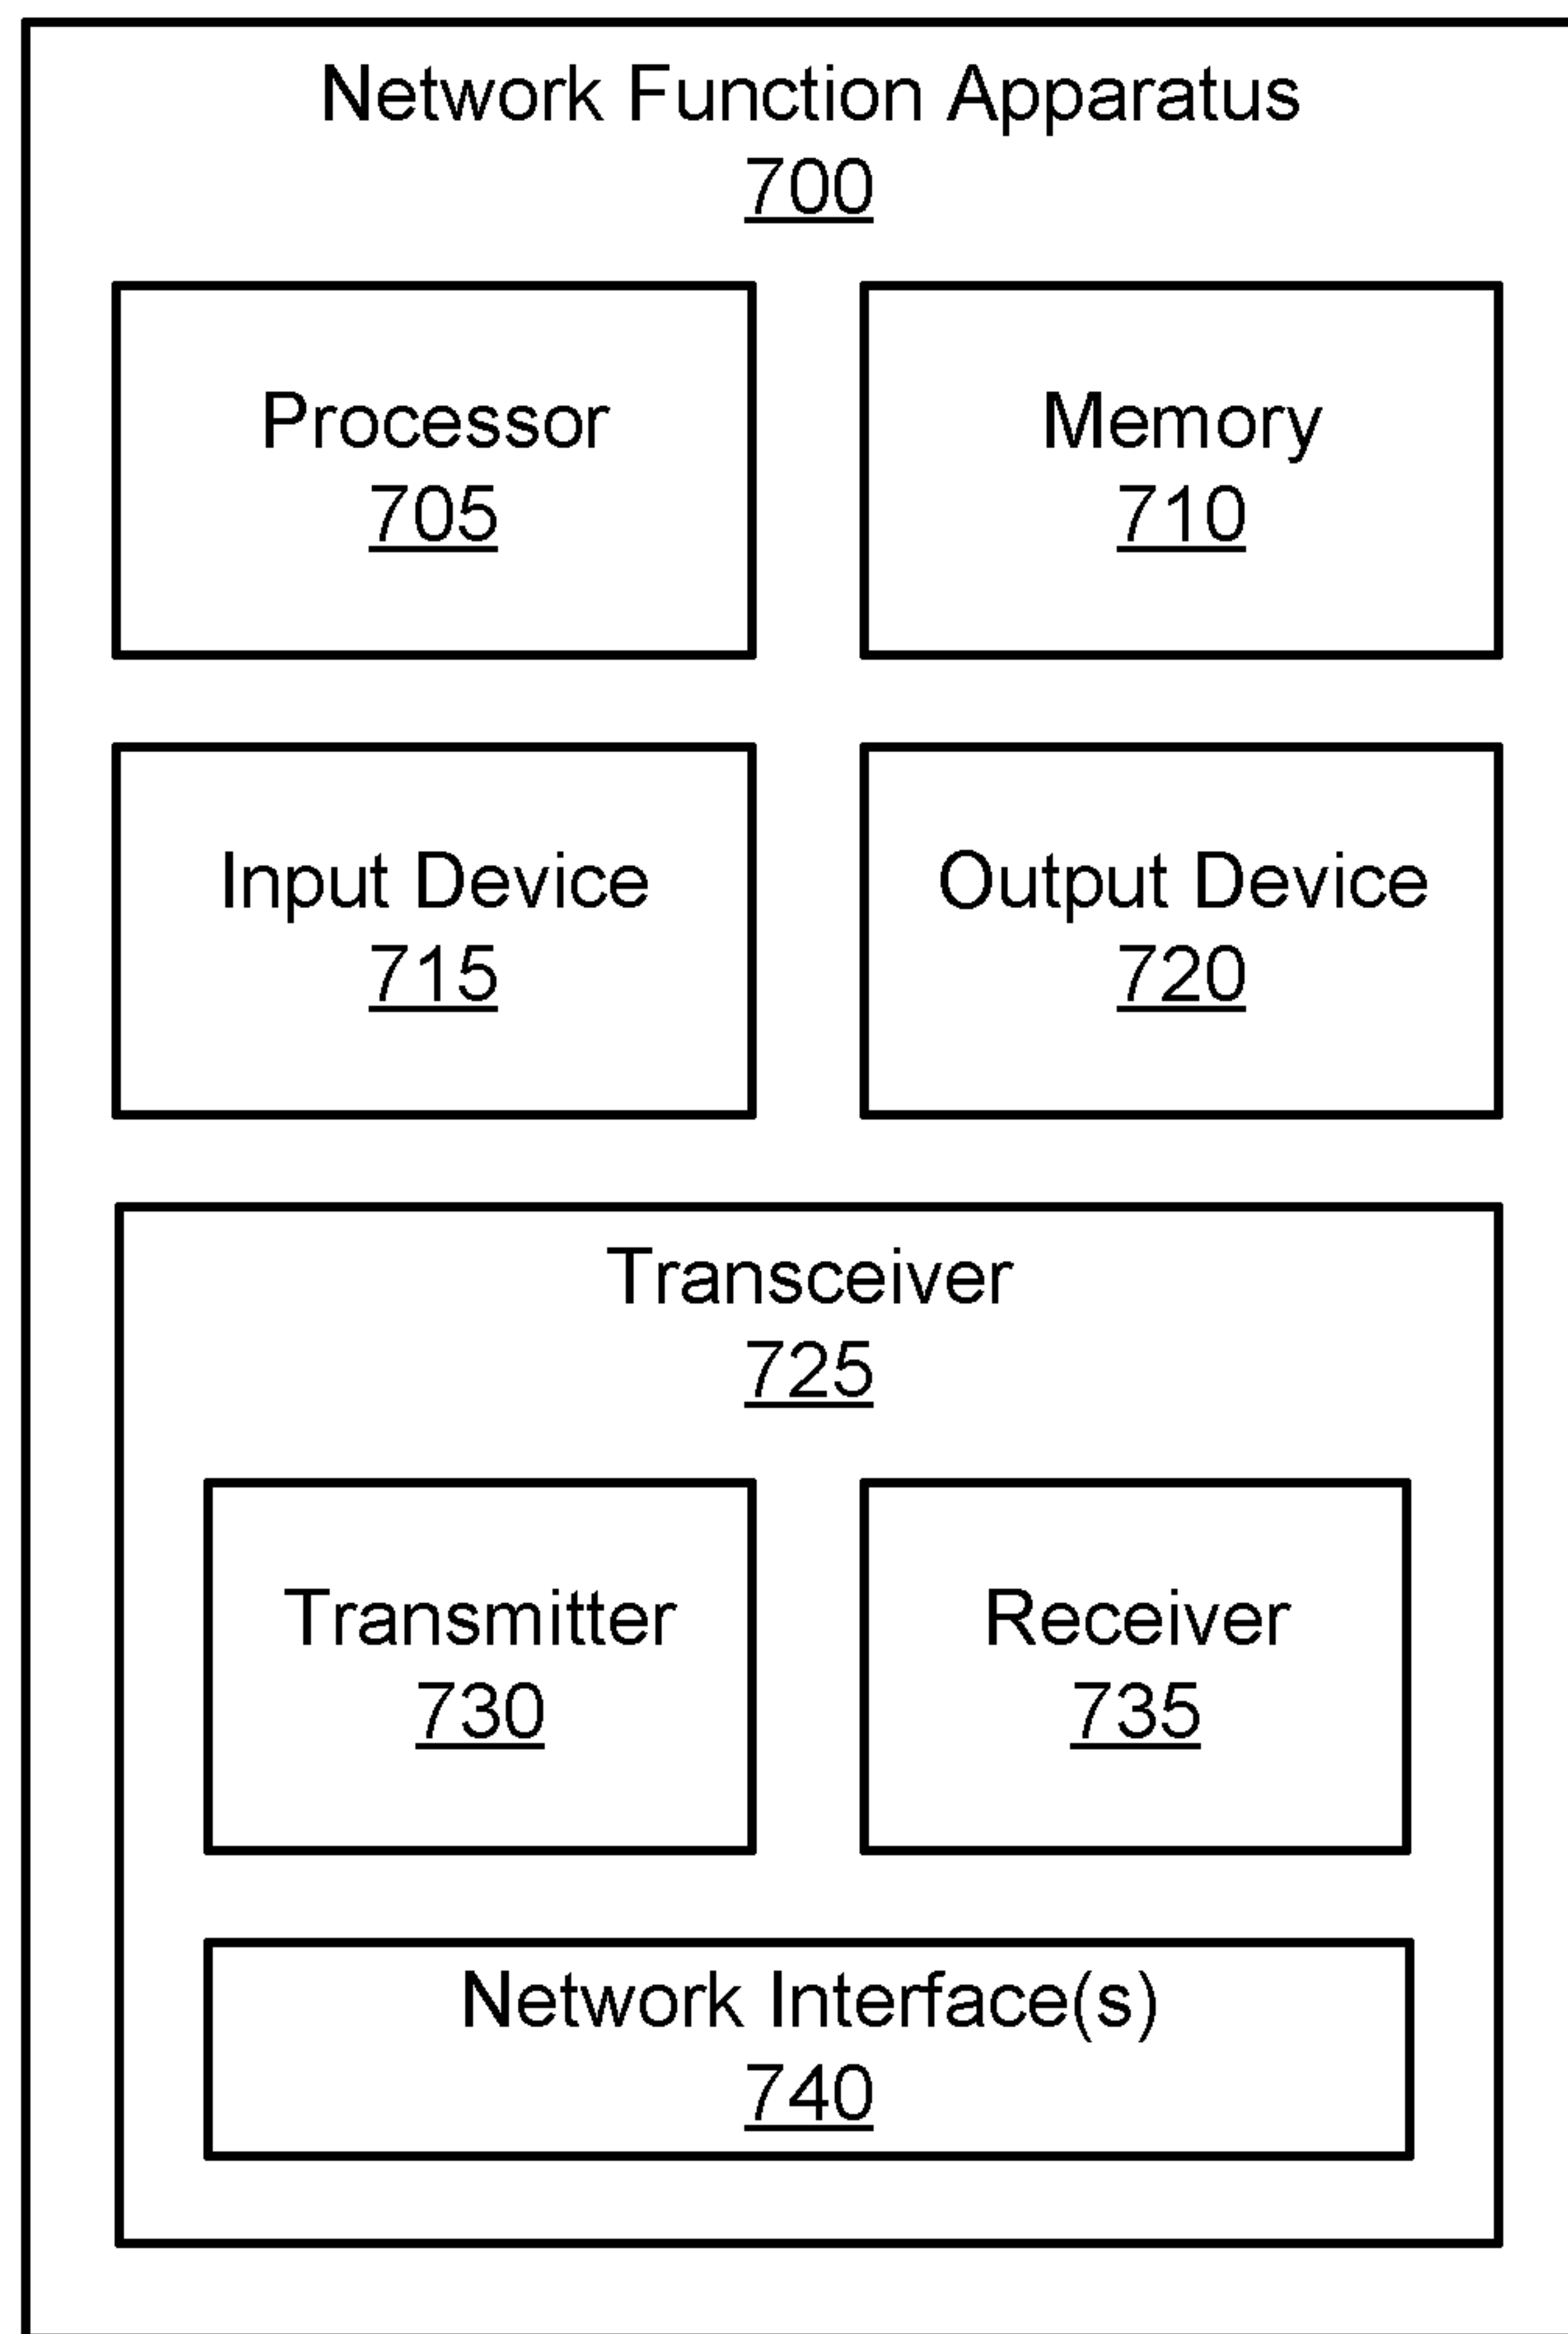 Network Function Apparatus
700
Processor
705
Memory
710
Input Device
715
Output Device
720
Transceiver
725
Transmitter
730
Receiver
735
Network Interface(s)
740